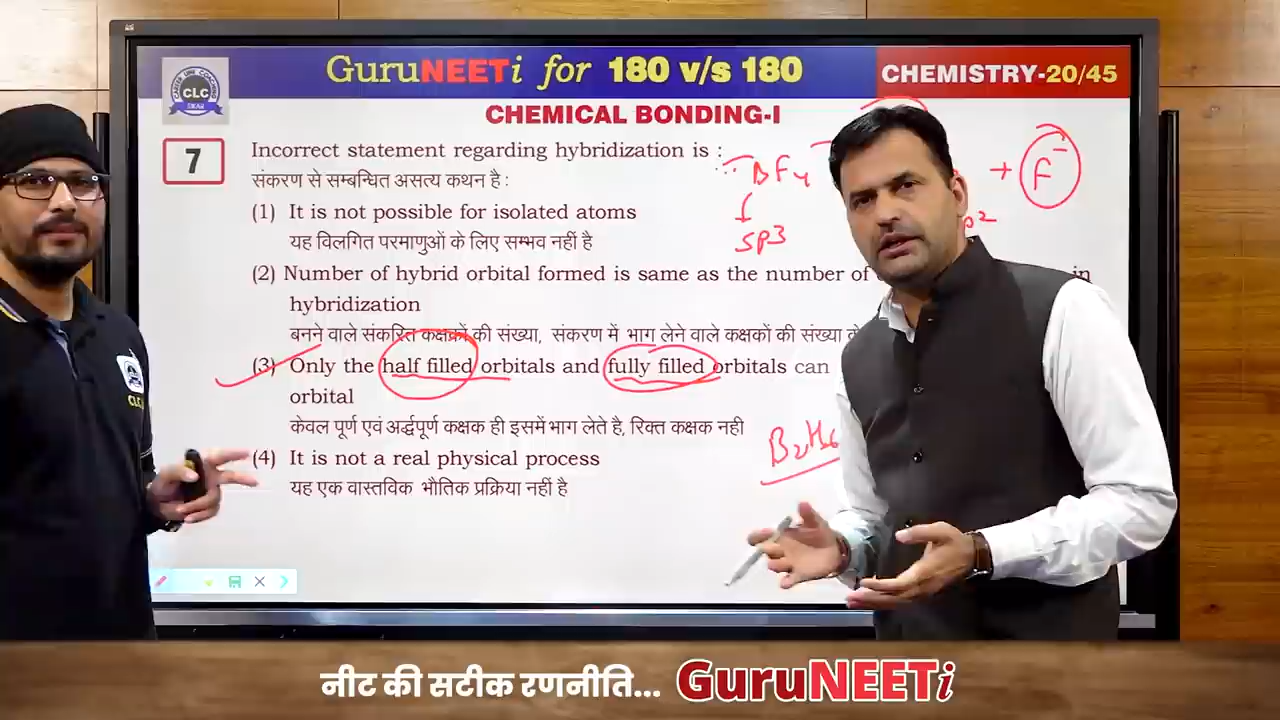 GuruNEETi for 180 v/s 180
CHEMISTRY-20/45
CLC
CHEMICAL BONDING-I
7
Incorrect statement regarding hybridization is :
BF4
+ F-
संकरण से सम्बन्धित असत्य कथन है :
sp3
(1) It is not possible for isolated atoms
यह विलगित परमाणुओं के लिए सम्भव नहीं है
(2) Number of hybrid orbital formed is same as the number of in
hybridization
बनने वाले संकरित कक्षकों की संख्या, संकरण में भाग लेने वाले कक्षकों की संख्या
(3) Only the half filled orbitals and fully filled orbitals can
orbital
केवल पूर्ण एवं अर्द्धपूर्ण कक्षक ही इसमें भाग लेते है, रिक्त कक्षक नही
B2H6
(4) It is not a real physical process
यह एक वास्तविक भौतिक प्रक्रिया नहीं है
CLC
नीट की सटीक रणनीति... GuruNEETi